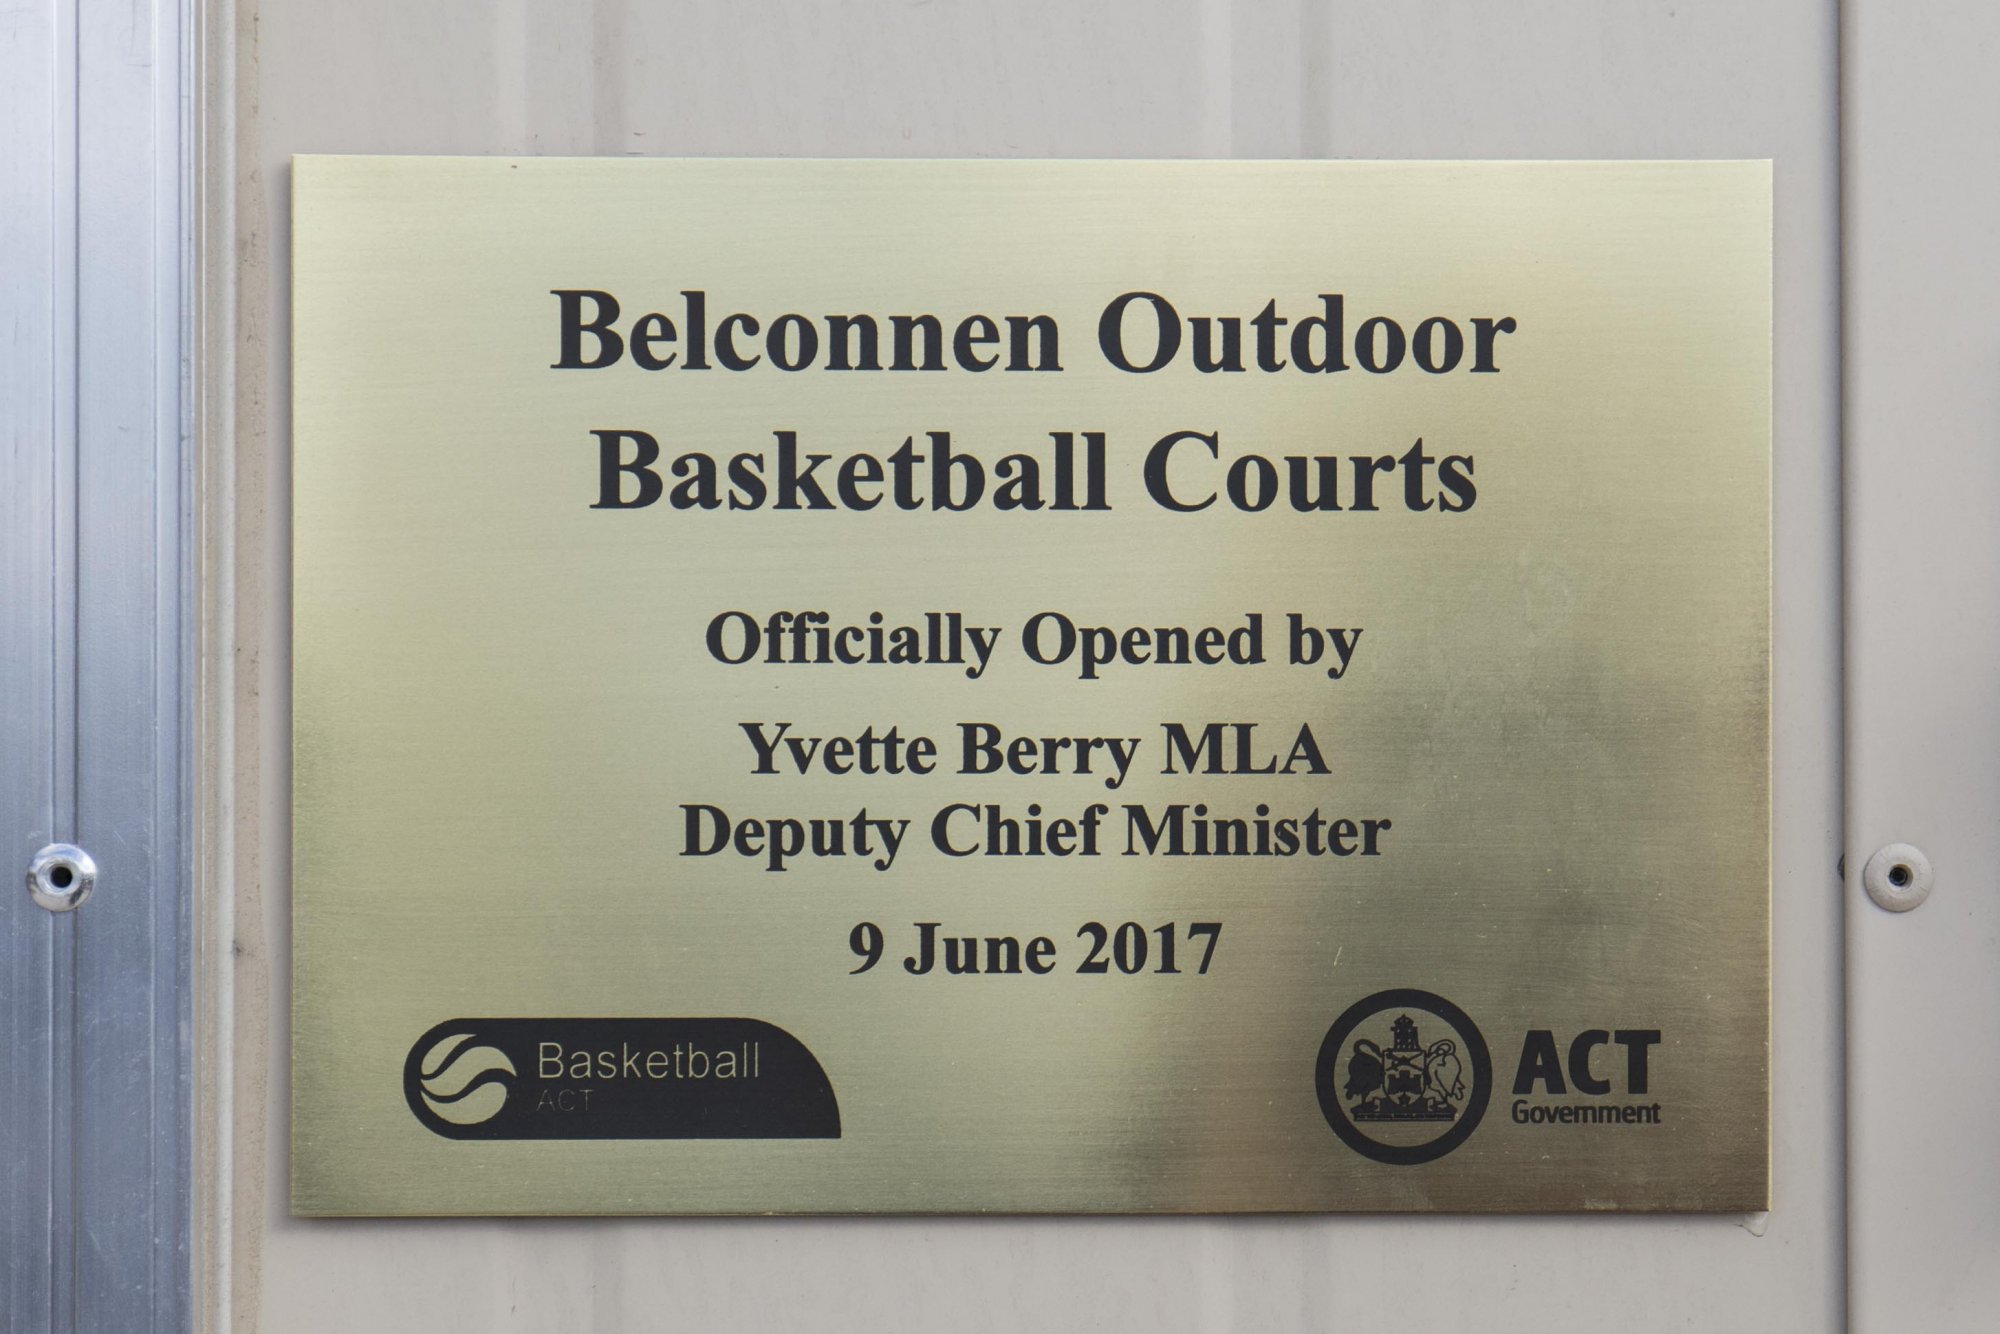 Belconnen Outdoor
Basketball Courts
Officially Opened by
Yvette Berry MLA
Deputy Chief Minister
9 June 2017
Basketball
ACT
ACT
Government